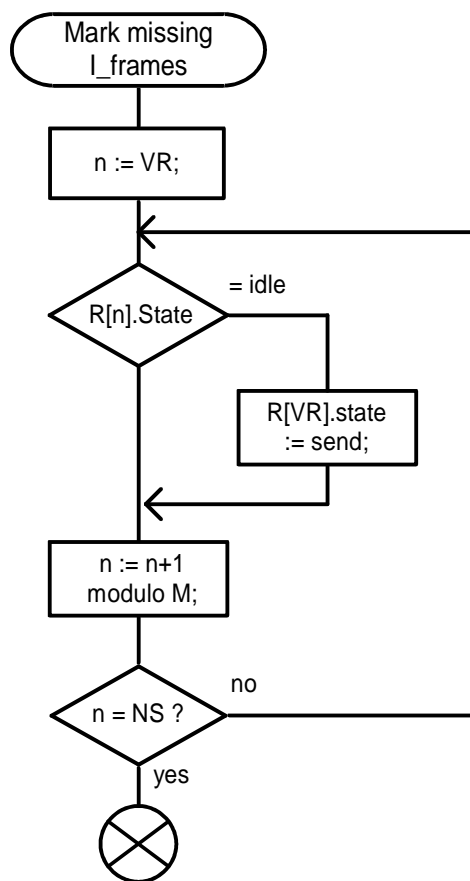 Mark missing
I_frames
n := VR;
= idle
R[n].State
R[VR].state
:= send;
n := n+1
modulo M;
no
n = NS ?
yes